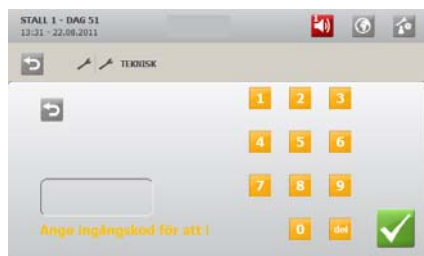 STALL 1 - DAG 51
13:31 - 22.08.2011
TEKNISK
1 2 3
4 5 6
7 8 9
Ange ingångskod för att l
0 del